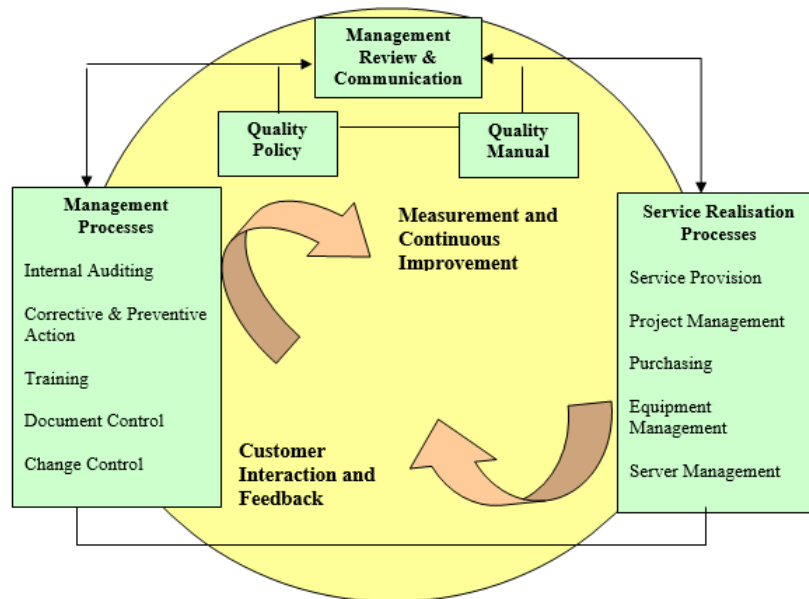 Management
Review &
Communication
Quality
Policy
Quality
Manual
Management
Processes
Internal Auditing
Corrective & Preventive
Action
Training
Document Control
Change Control
Measurement and
Continuous
Improvement
Customer
Interaction and
Feedback
Service Realisation
Processes
Service Provision
Project Management
Purchasing
Equipment
Management
Server Management